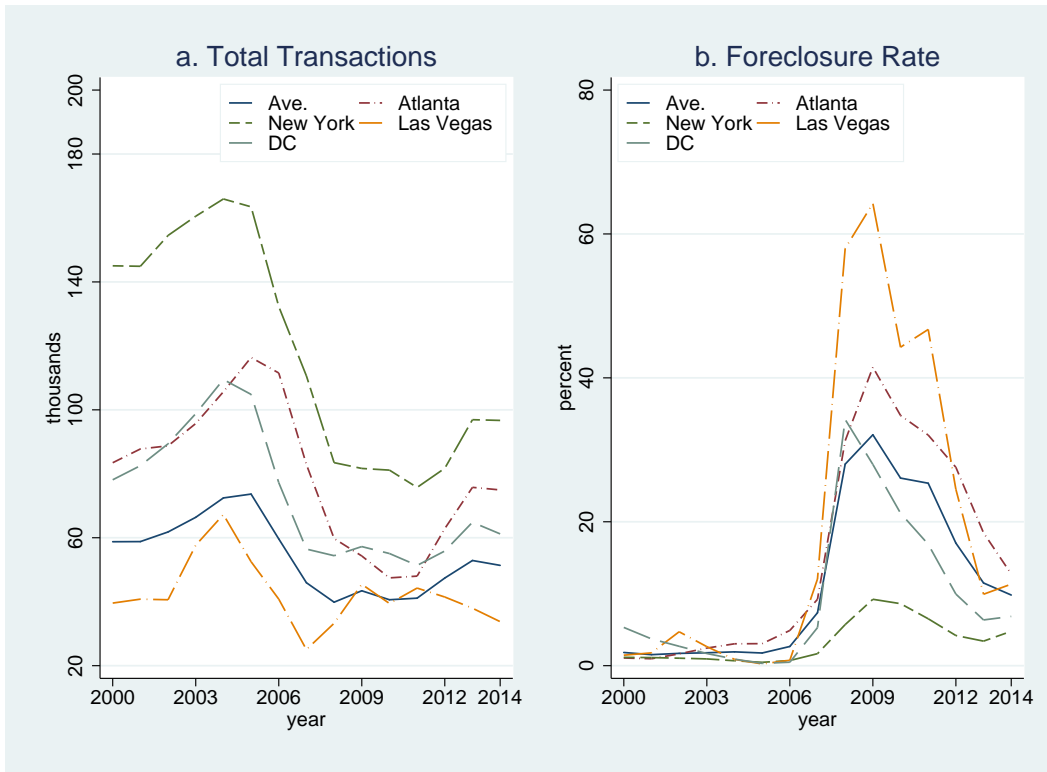 a. Total Transactions
Ave. Atlanta
New York Las Vegas
DC
200
180
140
100
60
20
thousands
2000 2003 2006 2009 2012 2014
year
b. Foreclosure Rate
Ave. Atlanta
New York Las Vegas
DC
80
60
40
20
0
percent
2000 2003 2006 2009 2012 2014
year